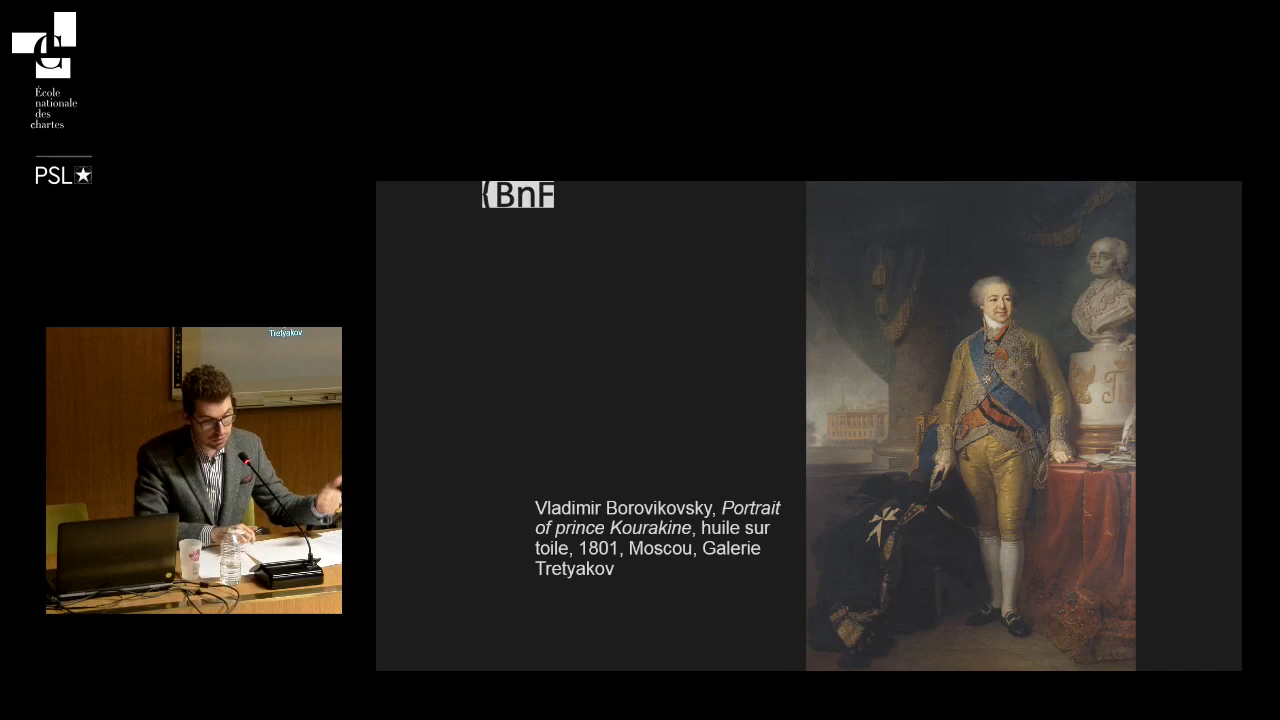 École
nationale
des
chartes
PSL
BnF
Tretyakov
Vladimir Borovikovsky, Portrait
of prince Kourakine, huile sur
toile, 1801, Moscou, Galerie
Tretyakov